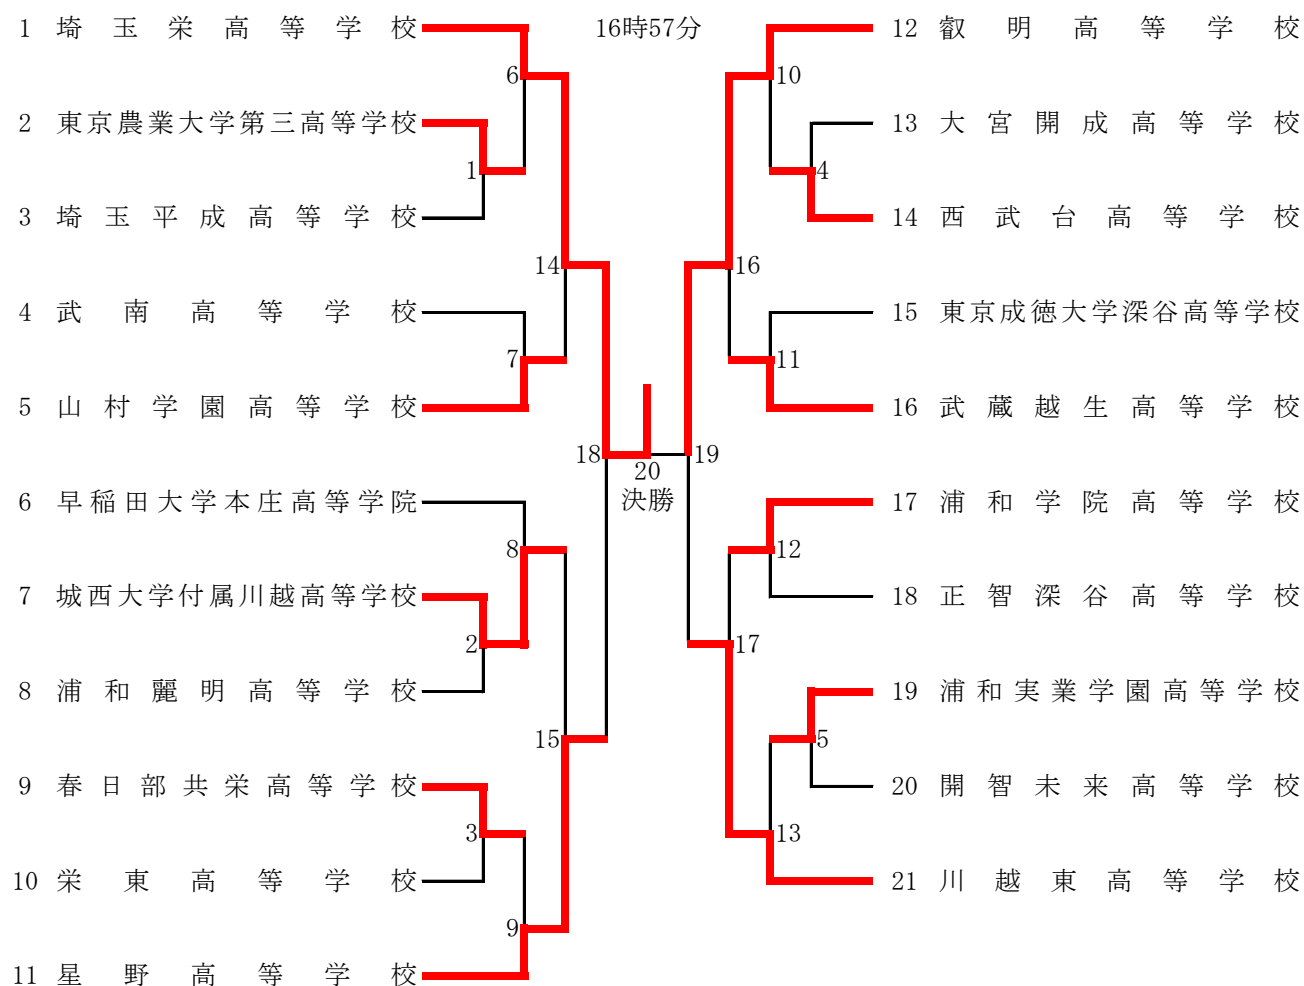 16時57分
1 埼玉栄高等学校
2 東京農業大学第三高等学校
3 埼玉平成高等学校
4 武南高等学校
5 山村学園高等学校
6 早稲田大学本庄高等学院
7 城西大学付属川越高等学校
8 浦和麗明高等学校
9 春日部共栄高等学校
10 栄東高等学校
11 星野高等学校
6
1
14
7
18
8
2
15
3
9
20
決勝
12 叡明高等学校
13 大宮開成高等学校
14 西武台高等学校
15 東京成徳大学深谷高等学校
16 武蔵越生高等学校
17 浦和学院高等学校
18 正智深谷高等学校
19 浦和実業学園高等学校
20 開智未来高等学校
21 川越東高等学校
10
4
16
11
19
12
17
5
13